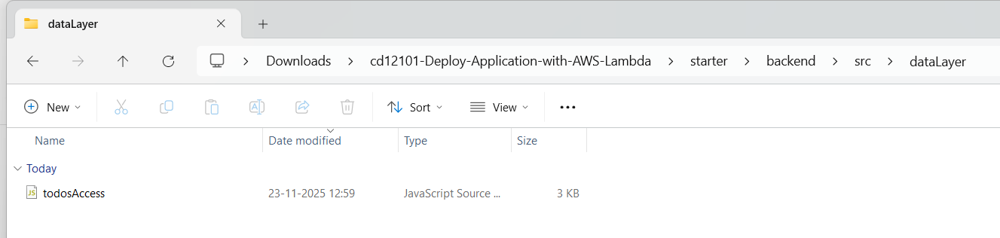 dataLayer
Downloads > cd12101-Deploy-Application-with-AWS-Lambda > starter > backend > src > dataLayer
New Sort View
Name Date modified Type Size
Today
JS todosAccess 23-11-2025 12:59 JavaScript Source ... 3 KB